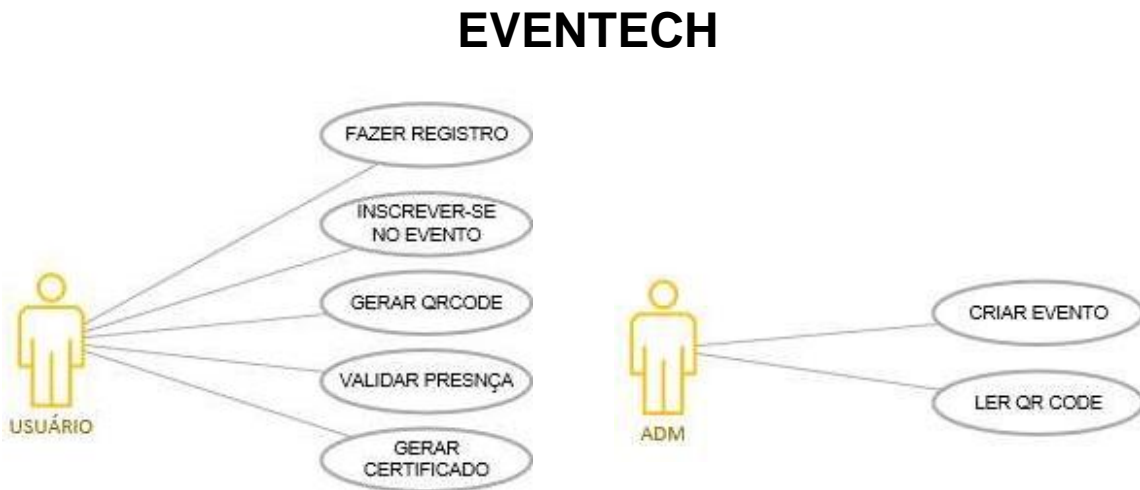 EVENTECH
FAZER REGISTRO
INSCREVER-SE
NO EVENTO
GERAR QRCODE
VALIDAR PRESNÇA
GERAR
CERTIFICADO
USUÁRIO
CRIAR EVENTO
LER QR CODE
ADM